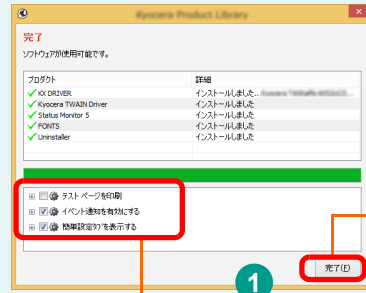 Kyocera Product Library
完了
ソフトウェアが使用可能です。
プロダクト 詳細
KX DRIVER インストールしました..
Kyocera TWAIN Driver インストールしました
Status Monitor 5 インストールしました
FONTS インストールしました
Uninstaller インストールしました
テスト ページを印刷
イベント通知を有効にする
簡単設定タブを表示する
完了(F)
1